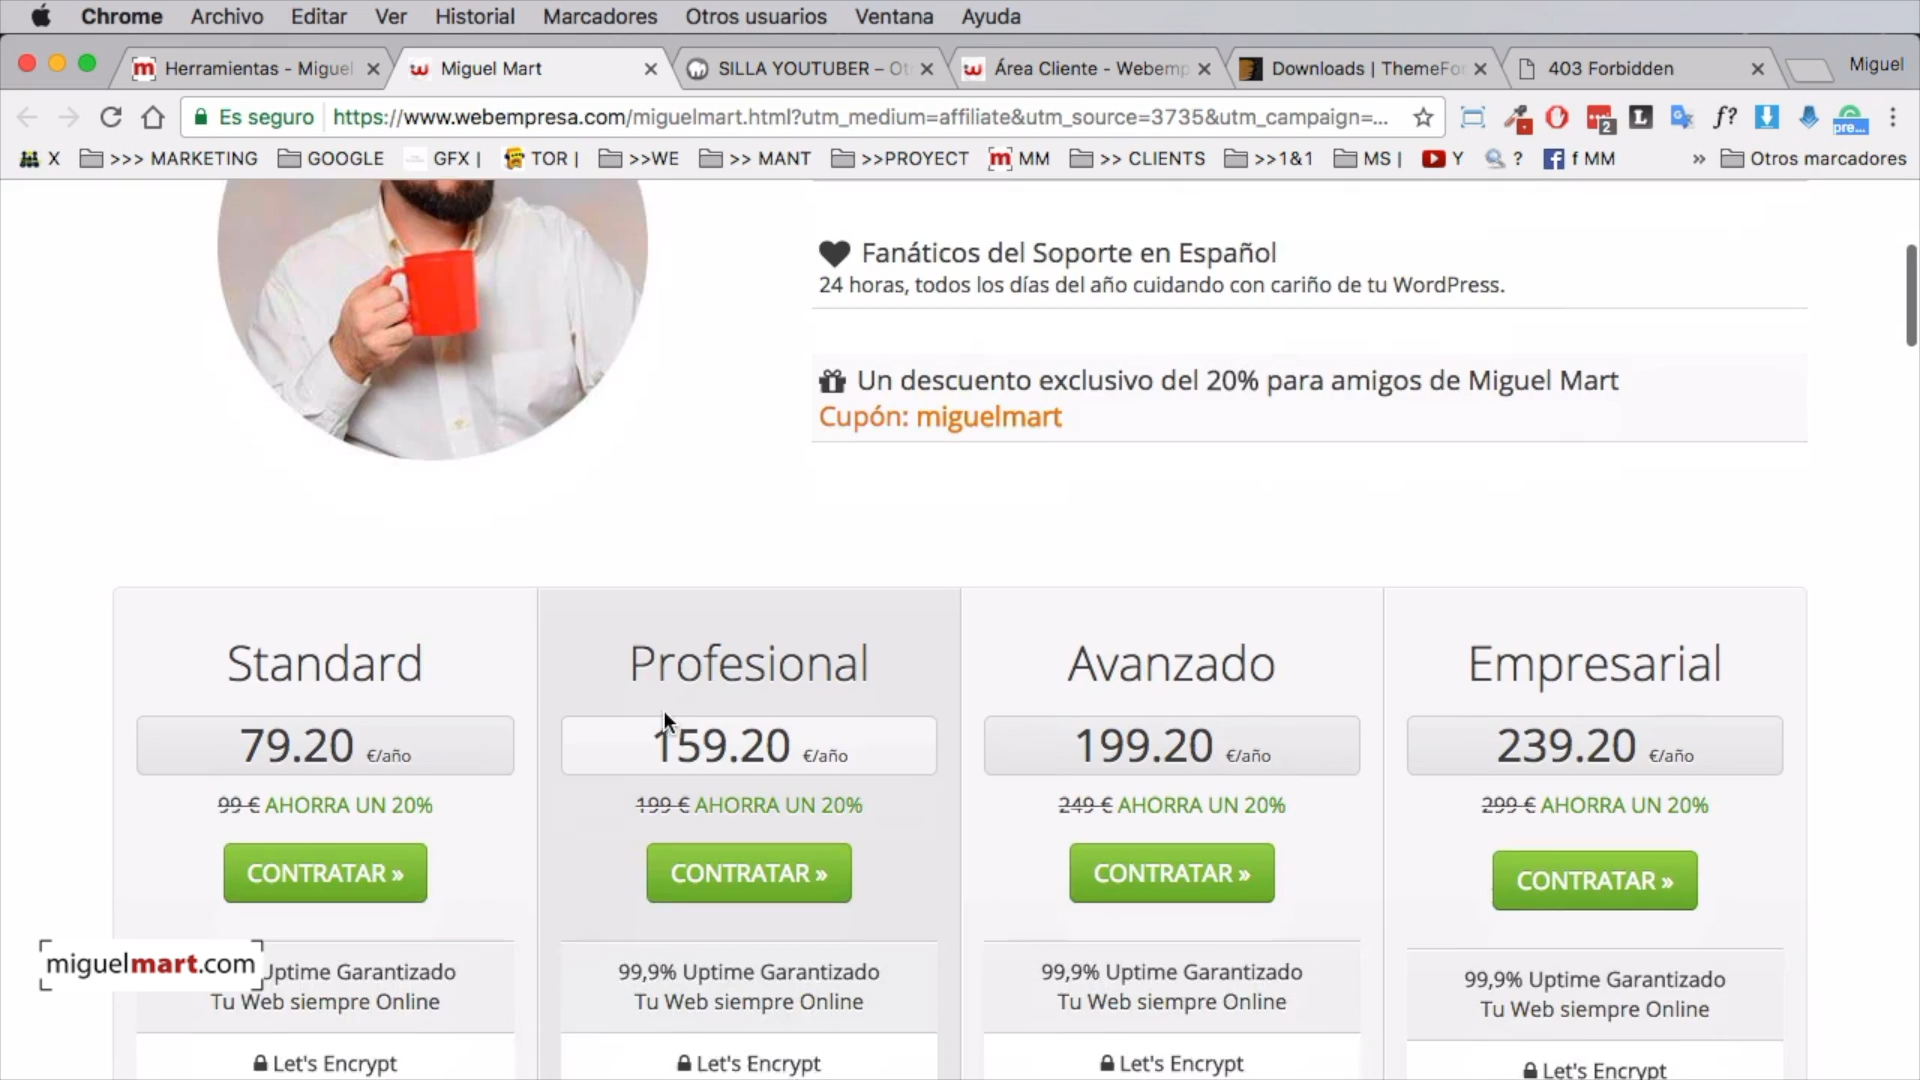 Chrome Archivo Editar Ver Historial Marcadores Otros usuarios Ventana Ayuda
Herramientas - Miguel
Miguel Mart
SILLA YOUTUBER – Ot
Área Cliente - Webemp
Downloads | ThemeFo
403 Forbidden
Miguel
Es seguro https://www.webempresa.com/miguelmart.html?utm_medium=affiliate&utm_source=3735&utm_campaign=...
2 L f? pre...
X >>> MARKETING GOOGLE GFX | TOR | >>WE >> MANT >>PROYECT m MM >> CLIENTS >>1&1 MS | Y ? f MM » Otros marcadores
Fanáticos del Soporte en Español
24 horas, todos los días del año cuidando con cariño de tu WordPress.
Un descuento exclusivo del 20% para amigos de Miguel Mart
Cupón: miguelmart
Standard
79.20 €/año
99 € AHORRA UN 20%
CONTRATAR »
Uptime Garantizado
Tu Web siempre Online
Let's Encrypt
Profesional
159.20 €/año
199 € AHORRA UN 20%
CONTRATAR »
99,9% Uptime Garantizado
Tu Web siempre Online
Let's Encrypt
Avanzado
199.20 €/año
249 € AHORRA UN 20%
CONTRATAR »
99,9% Uptime Garantizado
Tu Web siempre Online
Let's Encrypt
Empresarial
239.20 €/año
299 € AHORRA UN 20%
CONTRATAR »
99,9% Uptime Garantizado
Tu Web siempre Online
Let's Encrypt
miguelmart.com